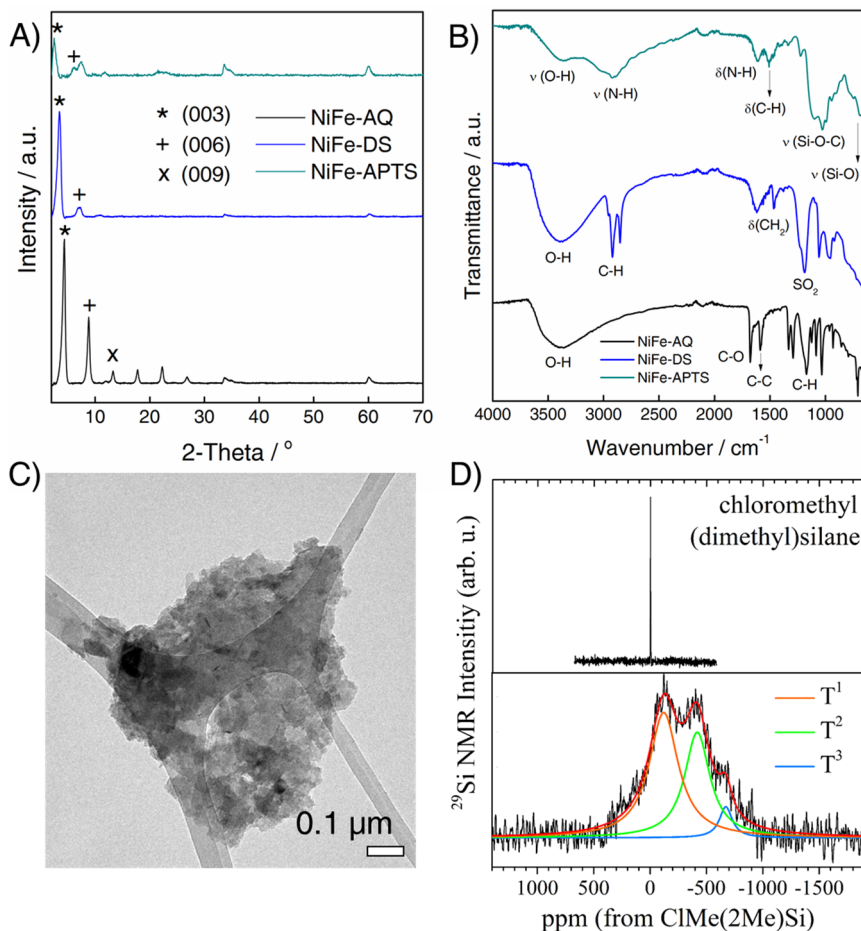 A)
*
+
* (003)
+ (006)
x (009)
NiFe-AQ
NiFe-DS
NiFe-APTS
*
+
*
+
x
Intensity / a.u.
10 20 30 40 50 60 70
2-Theta / °
B)
ν (O-H)
ν (N-H)
δ(N-H)
δ(C-H)
ν (Si-O-C)
ν (Si-O)
O-H
C-H
δ(CH₂)
SO₂
O-H
C-O
C-C
C-H
NiFe-AQ
NiFe-DS
NiFe-APTS
Transmittance / a.u.
4000 3500 3000 2500 2000 1500 1000
Wavenumber / cm⁻¹
C)
0.1 µm
D)
chloromethyl
(dimethyl)silane
T¹
T²
T³
²⁹Si NMR Intensitiy (arb. u.)
1000 500 0 -500 -1000 -1500
ppm (from ClMe(2Me)Si)